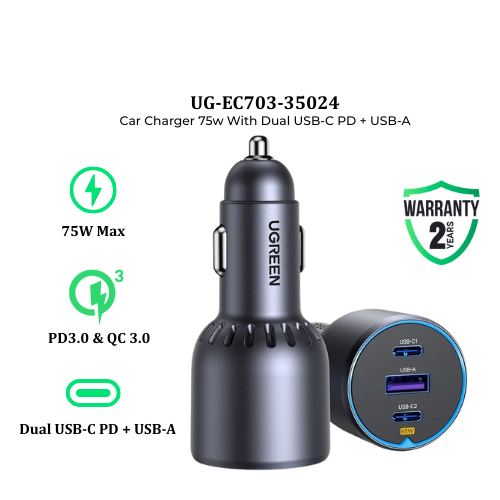 UG-EC703-35024
Car Charger 75w With Dual USB-C PD + USB-A
75W Max
3
PD3.0 & QC 3.0
Dual USB-C PD + USB-A
UGREEN
WARRANTY
2 YEARS
USB-C1
USB-A
USB-C2